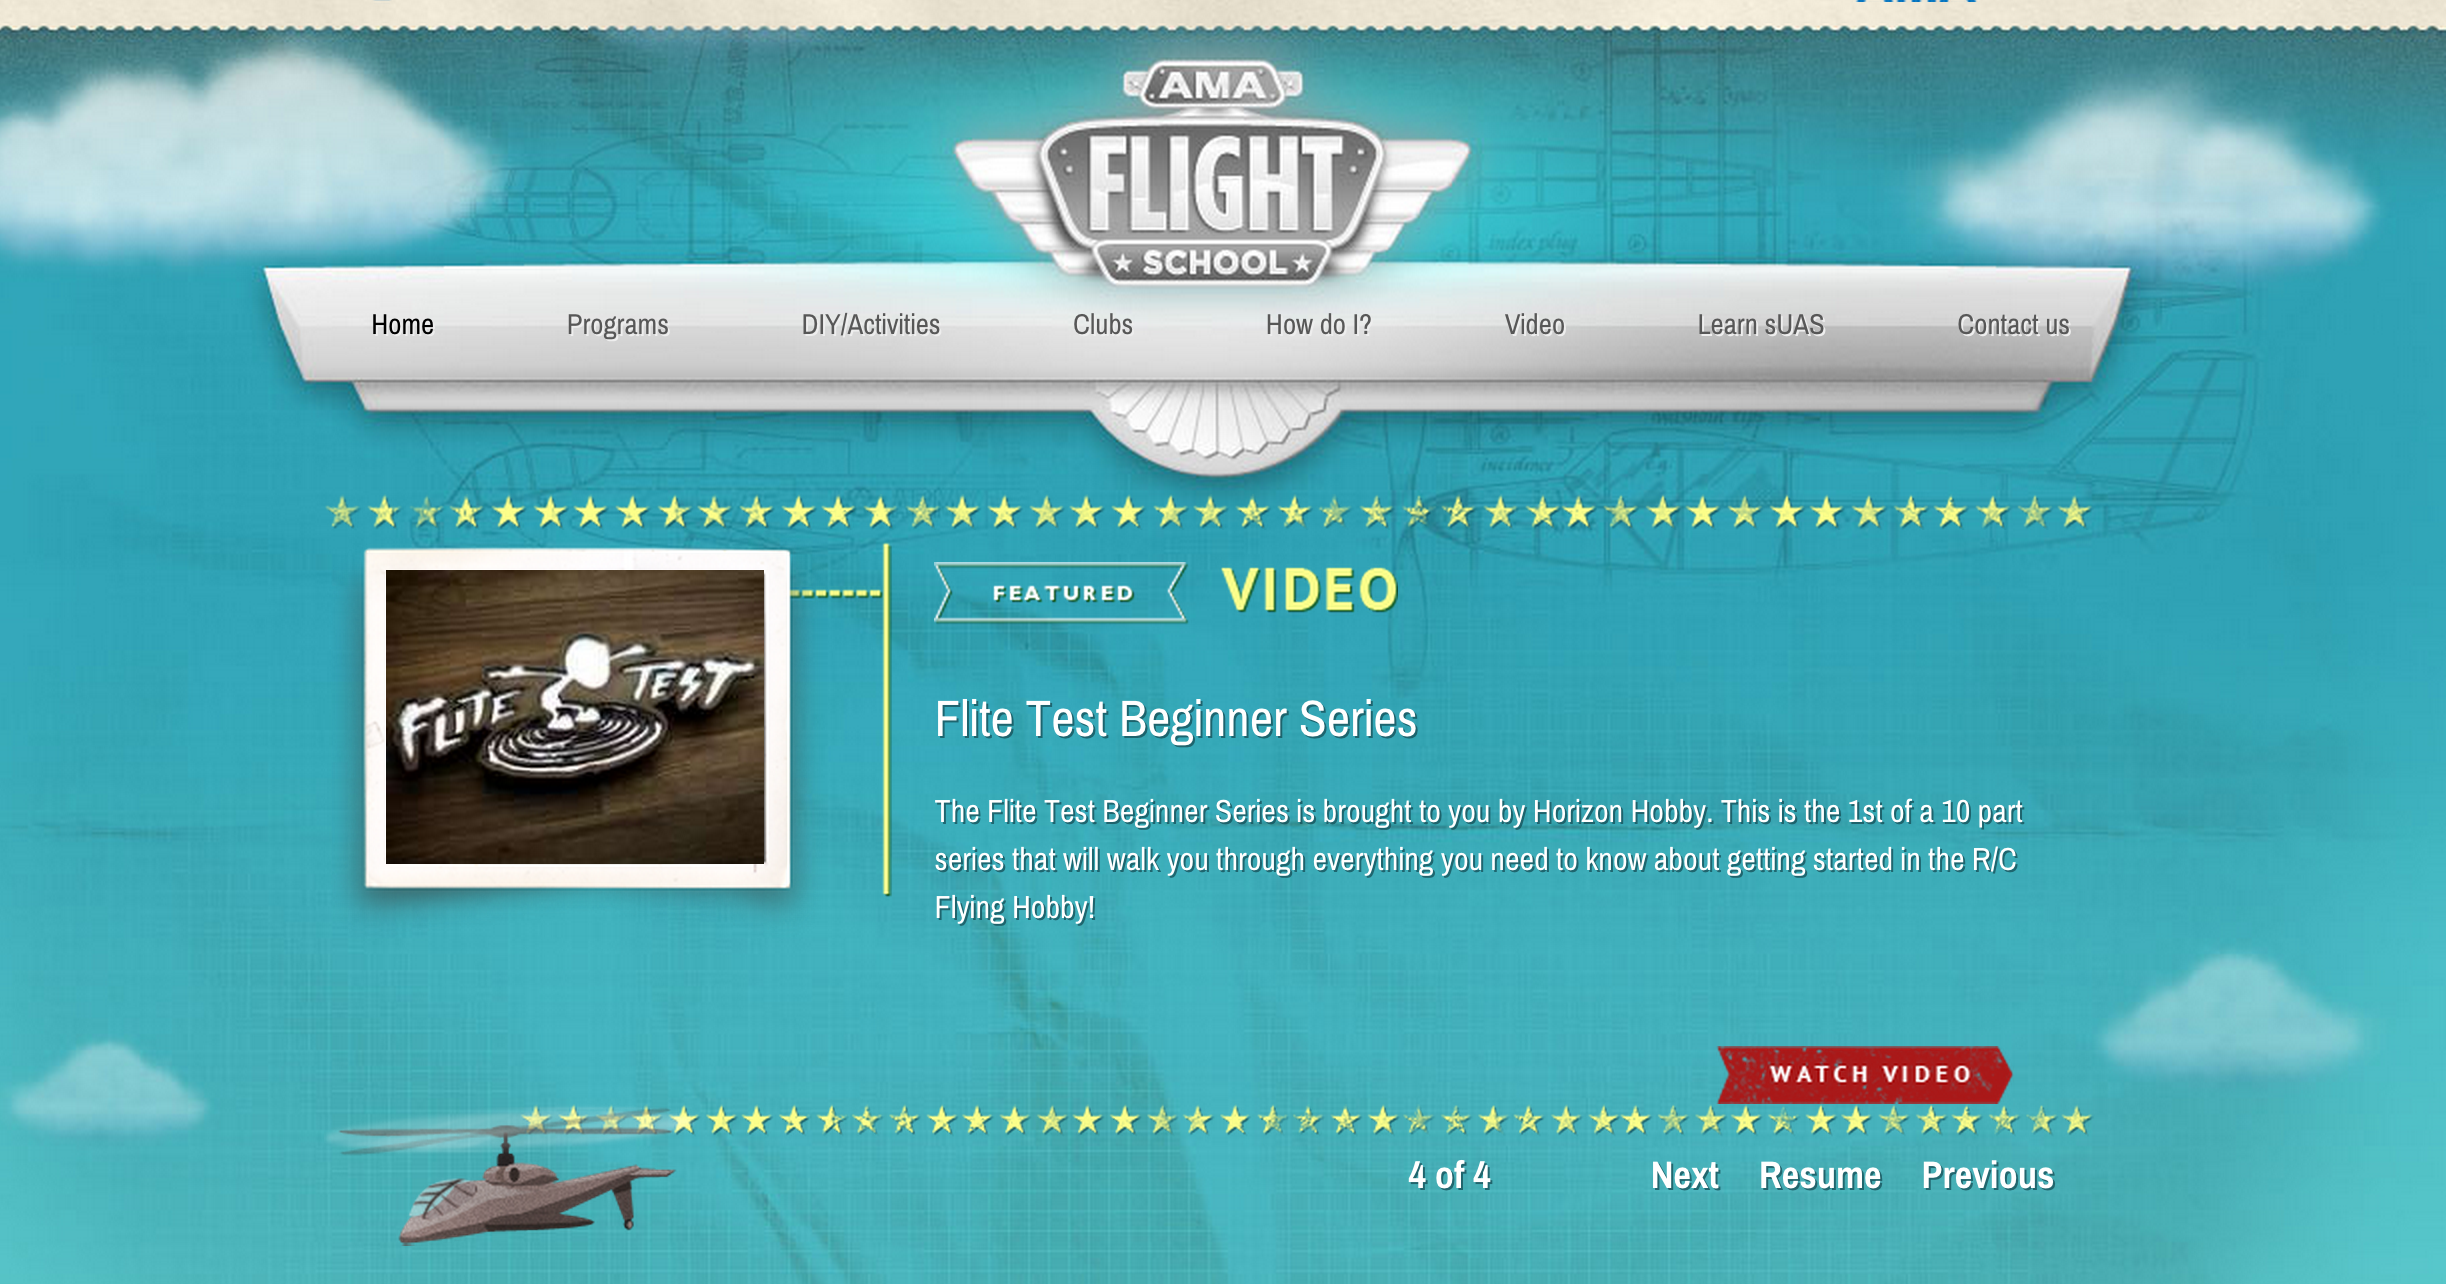 AMA
FLIGHT
SCHOOL
Home Programs DIY/Activities Clubs How do I? Video Learn sUAS Contact us
index plug
incidence
c.g.
FEATURED VIDEO
FLITE TEST
Flite Test Beginner Series
The Flite Test Beginner Series is brought to you by Horizon Hobby. This is the 1st of a 10 part
series that will walk you through everything you need to know about getting started in the R/C
Flying Hobby!
WATCH VIDEO
4 of 4 Next Resume Previous